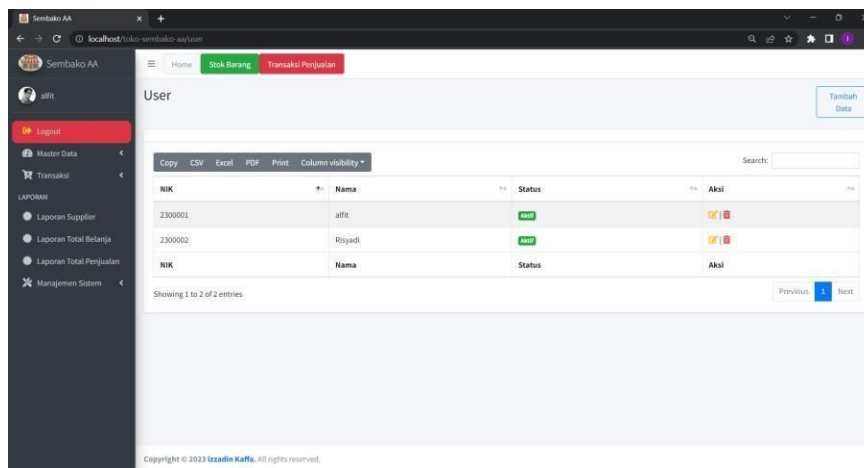 Sembako AA
localhost/toko-sembako-aa/user
Sembako AA
Home Stok Barang Transaksi Penjualan
alfit
User
Tambah Data
Logout
Master Data
Transaksi
LAPORAN
Laporan Supplier
Laporan Total Belanja
Laporan Total Penjualan
Manajemen Sistem
Copy CSV Excel PDF Print Column visibility
Search:
NIK Nama Status Aksi
2300001 alfit Aktif
2300002 Risyadi Aktif
NIK Nama Status Aksi
Showing 1 to 2 of 2 entries
Previous 1 Next
Copyright © 2023 Izzadin Kaffa. All rights reserved.